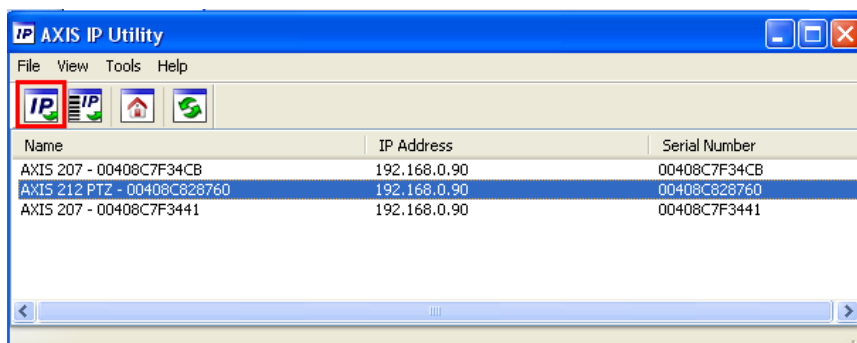 IP AXIS IP Utility
File View Tools Help
IP IP
Name IP Address Serial Number
AXIS 207 - 00408C7F34CB 192.168.0.90 00408C7F34CB
AXIS 212 PTZ - 00408C828760 192.168.0.90 00408C828760
AXIS 207 - 00408C7F3441 192.168.0.90 00408C7F3441